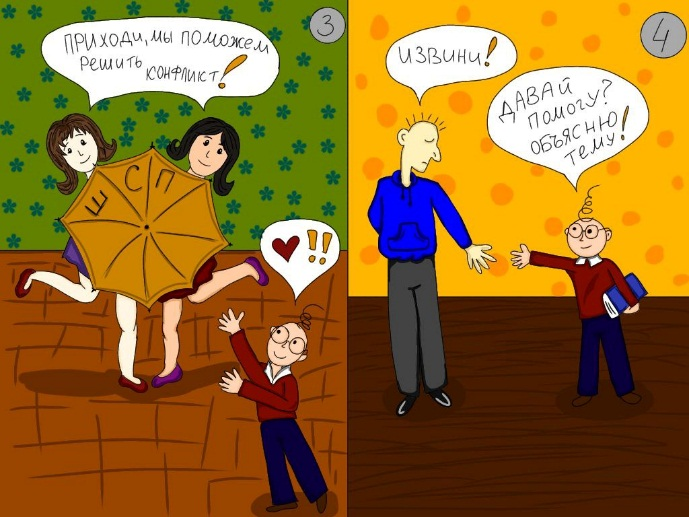 3
ПРИХОДИ, МЫ ПОМОЖЕМ
РЕШИТЬ КОНФЛИКТ!
Ш С П
!!
4
ИЗВИНИ!
ДАВАЙ
ПОМОГУ?
ОБЪЯСНЮ
ТЕМУ!